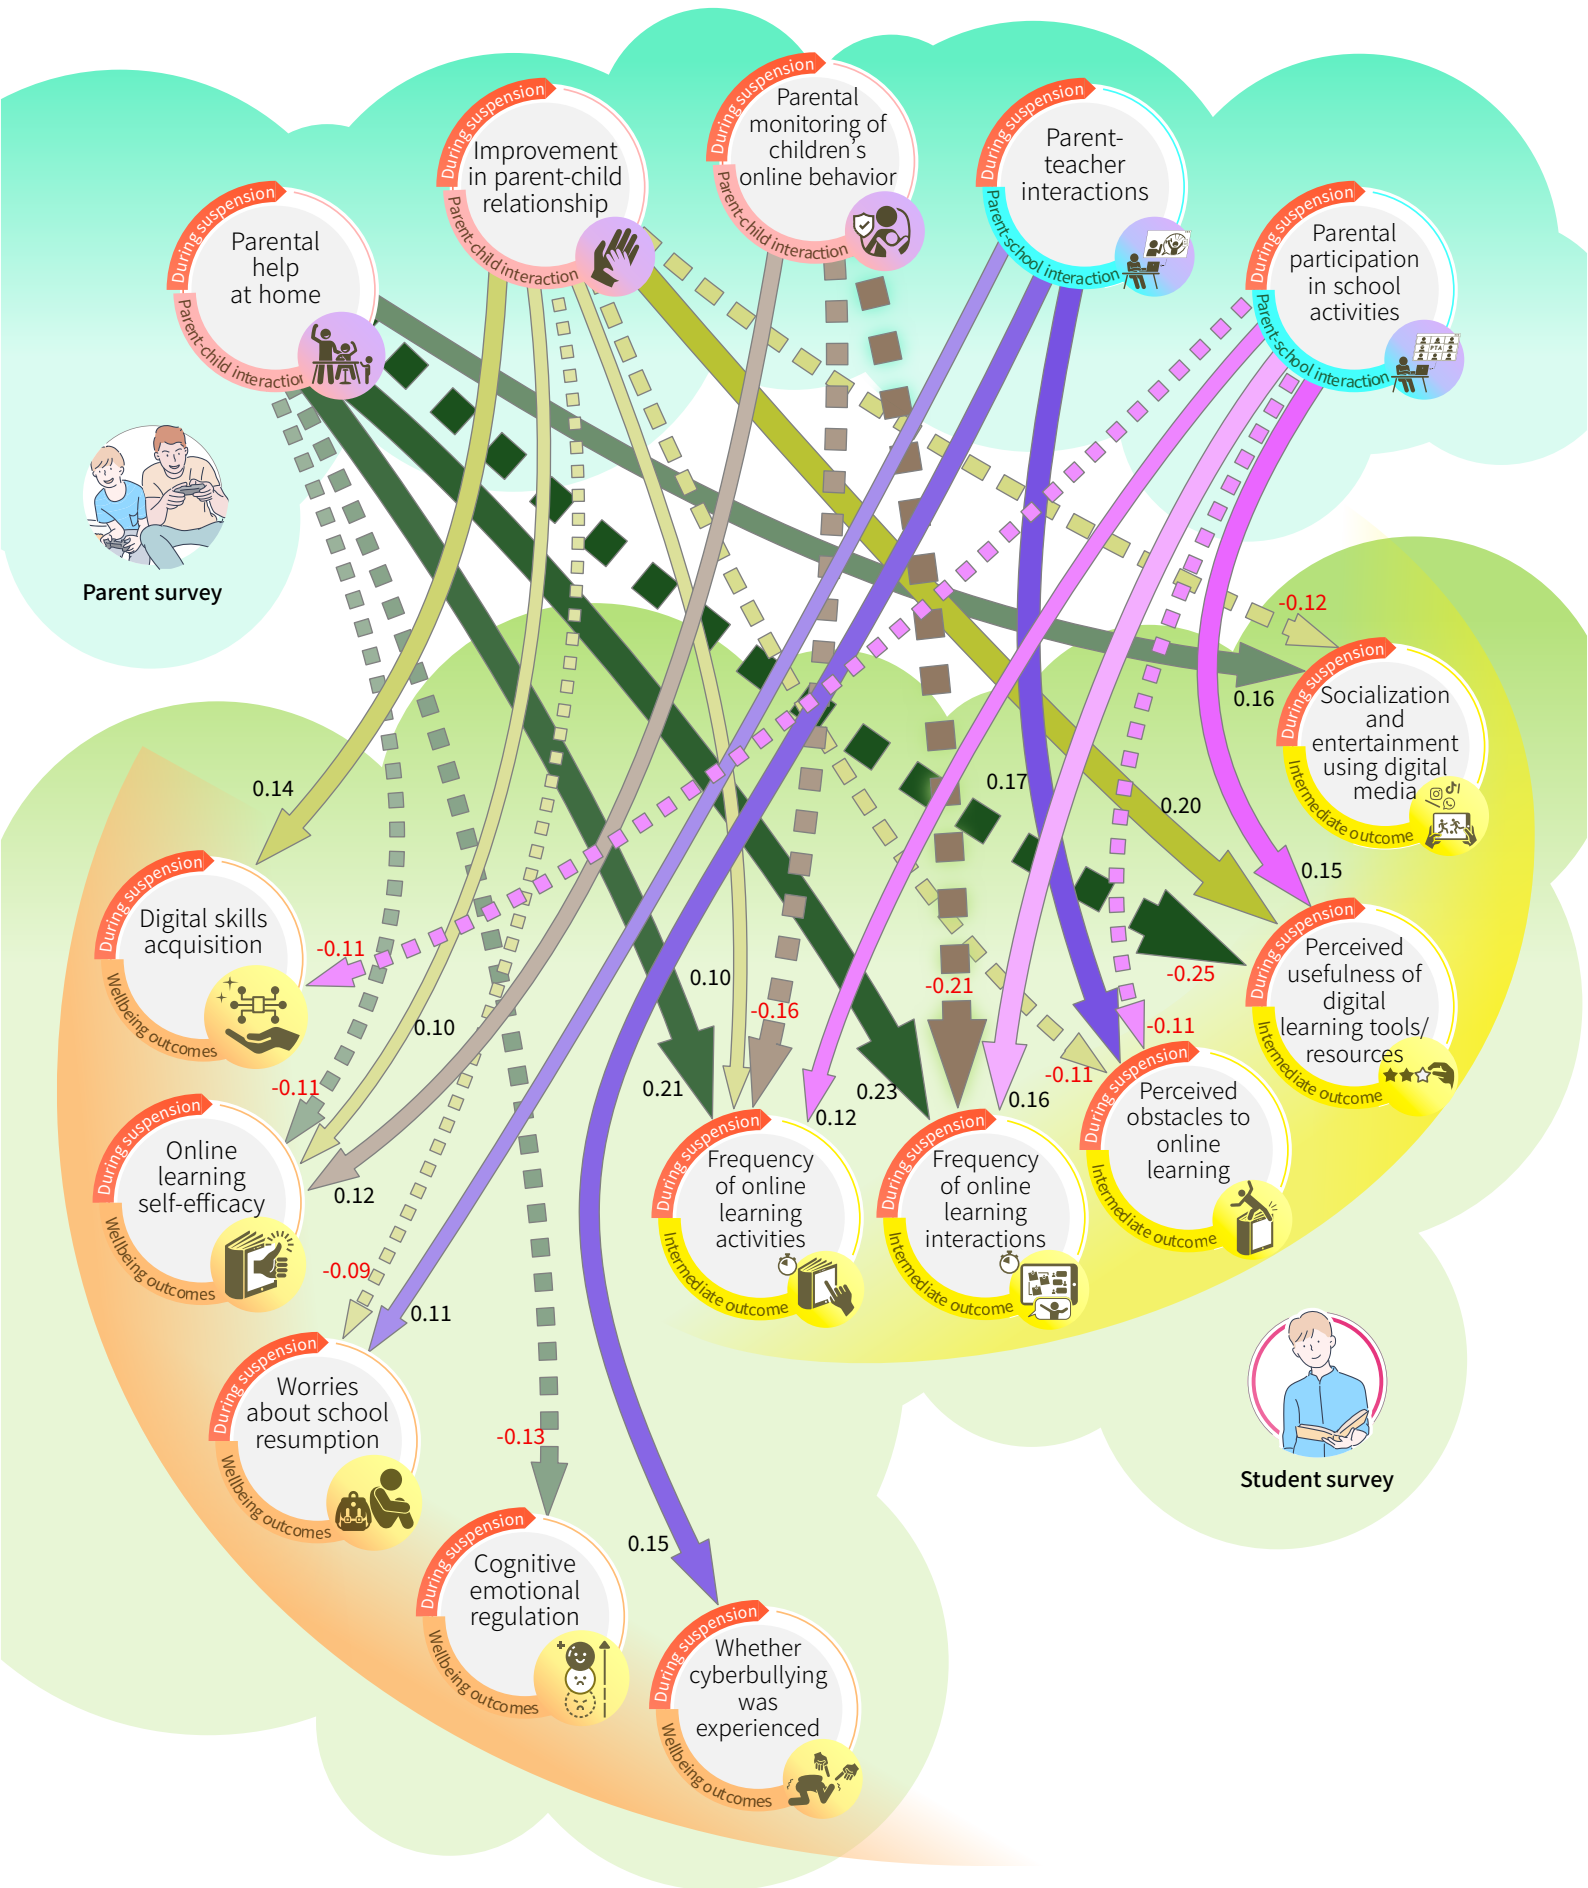 During suspension
Parental
help
at home
Parent-child interaction
During suspension
Improvement
in parent-child
relationship
Parent-child interaction
During suspension
Parental
monitoring of
children's
online behavior
Parent-child interaction
During suspension
Parent-
teacher
interactions
Parent-school interaction
During suspension
Parental
participation
in school
activities
PTA
Parent-school interaction
Parent survey
-0.12
0.16
0.14
0.17
0.20
0.15
-0.11
0.10
0.10
-0.16
-0.21
-0.25
-0.11
-0.11
-0.11
0.21
0.12
0.23
0.16
0.12
-0.09
0.11
-0.13
0.15
During suspension
Socialization
and
entertainment
using digital
media
Intermediate outcome
During suspension
Perceived
usefulness of
digital
learning tools/
resources
Intermediate outcome
During suspension
Digital skills
acquisition
Wellbeing outcomes
During suspension
Online
learning
self-efficacy
Wellbeing outcomes
During suspension
Frequency
of online
learning
activities
Intermediate outcome
During suspension
Frequency
of online
learning
interactions
Intermediate outcome
During suspension
Perceived
obstacles to
online
learning
Intermediate outcome
During suspension
Worries
about school
resumption
Wellbeing outcomes
During suspension
Cognitive
emotional
regulation
Wellbeing outcomes
During suspension
Whether
cyberbullying
was
experienced
Wellbeing outcomes
Student survey